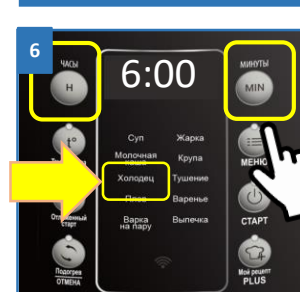 6
ЧАСЫ
МИНУТЫ
H
6:00
MIN
Суп
Жарка
Молочная каша
Крупа
МЕНЮ
Холодец
Тушение
Плов
Варенье
Отложенный старт
СТАРТ
Варка на пару
Выпечка
Подогрев
ОТМЕНА
Мой рецепт
PLUS